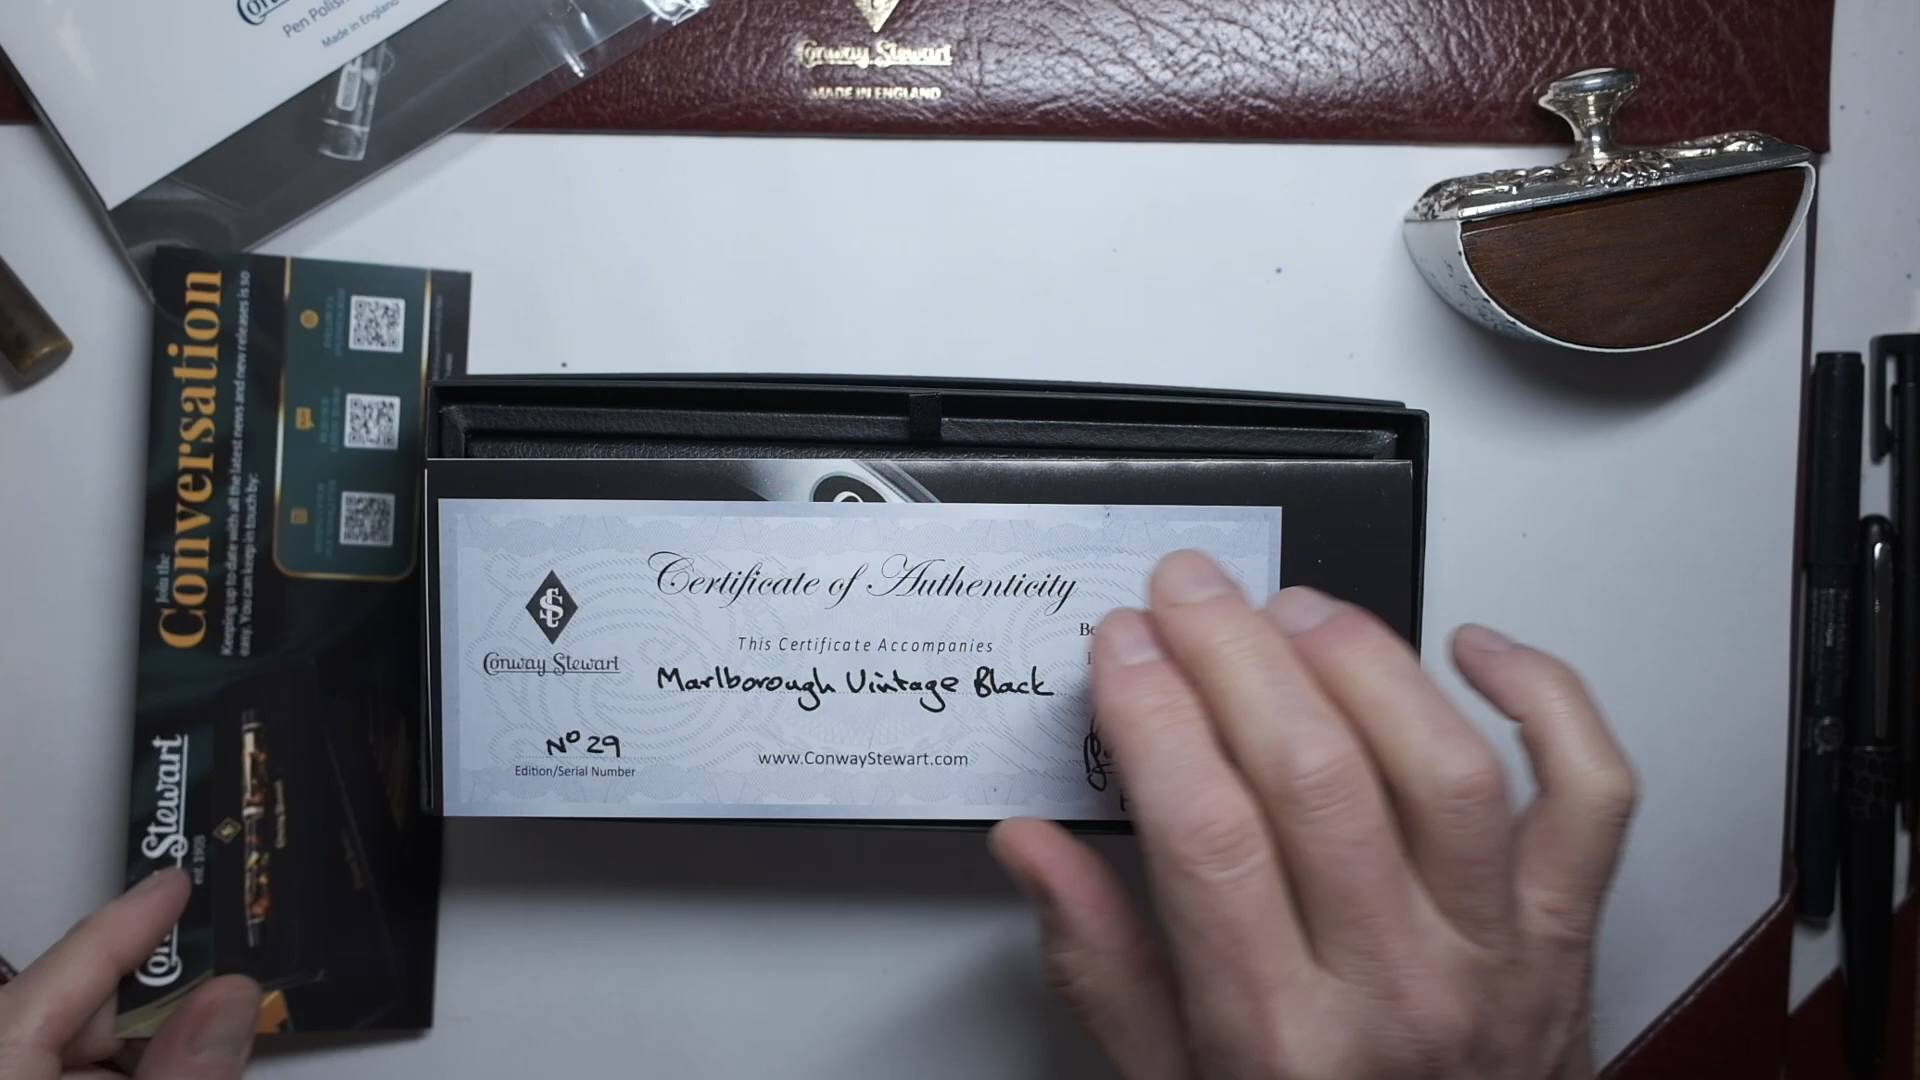 Pen Polish
Made in England
Conway Stewart
MADE IN ENGLAND
Join the
Conversation
Keeping up to date with all the latest news and new releases is so
easy. You can keep in touch by:
Stewart
est. 1905
Certificate of Authenticity
This Certificate Accompanies
Conway Stewart
Marlborough Vintage Black
Nº 29
Edition/Serial Number
www.ConwayStewart.com